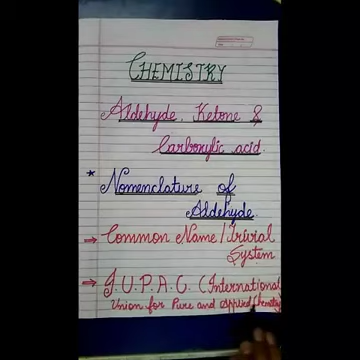 CHEMISTRY
Aldehyde, Ketone &
Carboxylic acid.
* Nomenclature of
Aldehyde.
⇒ Common Name / Trivial
System
⇒ I.U.P.A.C. (International
Union for Pure and Applied Chemistry